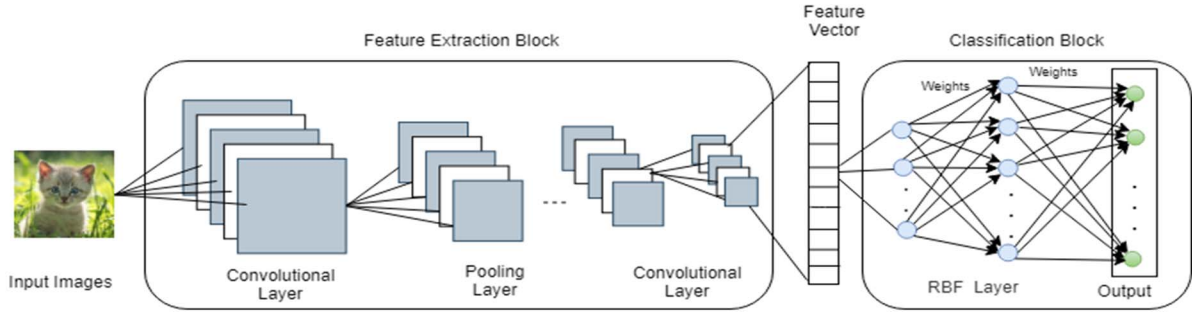 Feature Extraction Block
Feature
Vector
Classification Block
Weights
Weights
Input Images
Convolutional
Layer
Pooling
Layer
Convolutional
Layer
RBF Layer
Output